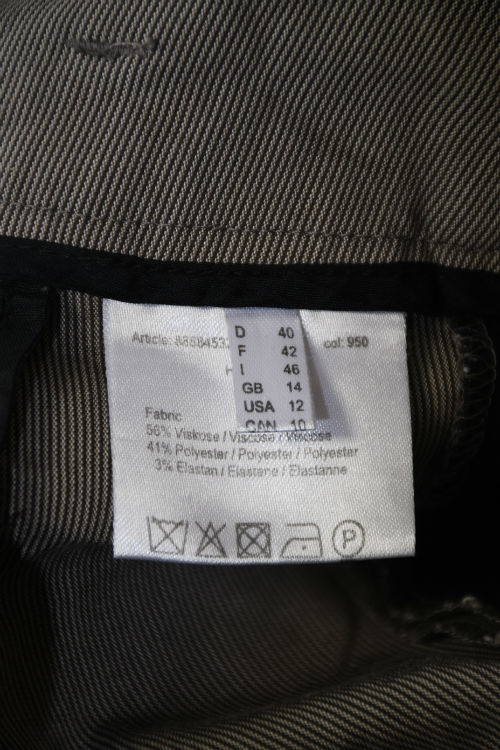 D 40
F 42
I 46
GB 14
USA 12
CAN 10
Article: col: 950
Fabric
56% Viskose / Viscose / Viscose
41% Polyester / Polyester / Polyester
3% Elastan / Elastane / Elastanne
P